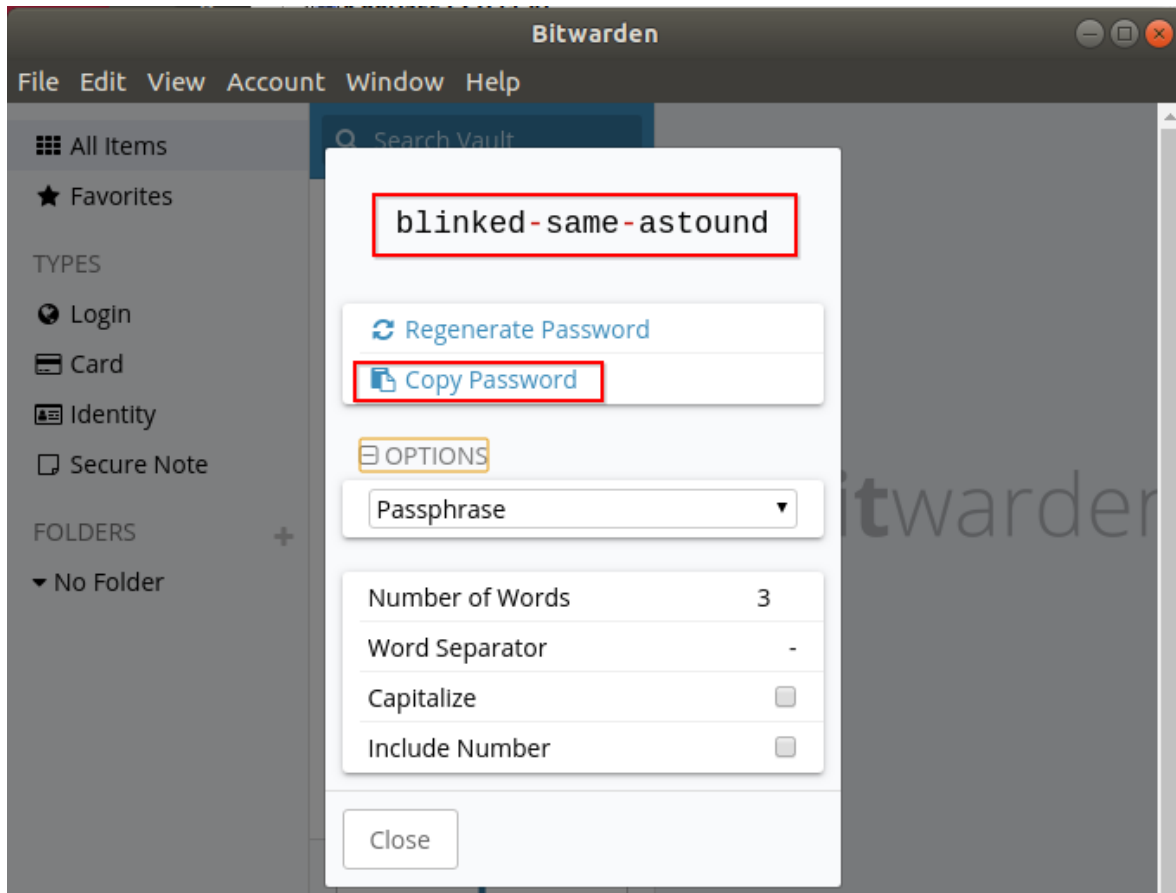 Bitwarden
File Edit View Account Window Help
All Items
Search Vault
Favorites
blinked-same-astound
TYPES
Login
Regenerate Password
Card
Copy Password
Identity
OPTIONS
Secure Note
Passphrase
itwarden
FOLDERS +
No Folder
Number of Words 3
Word Separator -
Capitalize
Include Number
Close